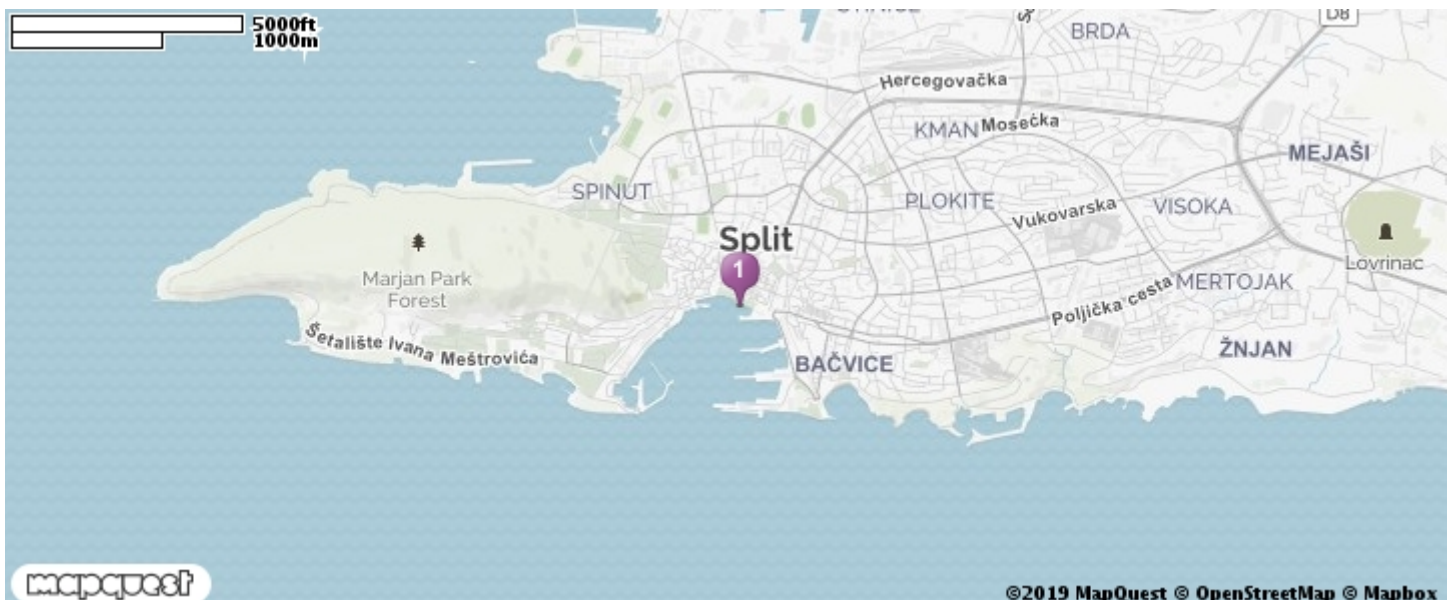 5000ft
1000m
D8
BRDA
Hercegovačka
KMAN
Mosećka
MEJAŠI
SPINUT
PLOKITE
Vukovarska
VISOKA
Split
1
Marjan Park
Forest
Lovrinac
MERTOJAK
Poljička cesta
Šetalište Ivana Meštrovića
BAČVICE
ŽNJAN
mapquest
©2019 MapQuest © OpenStreetMap © Mapbox